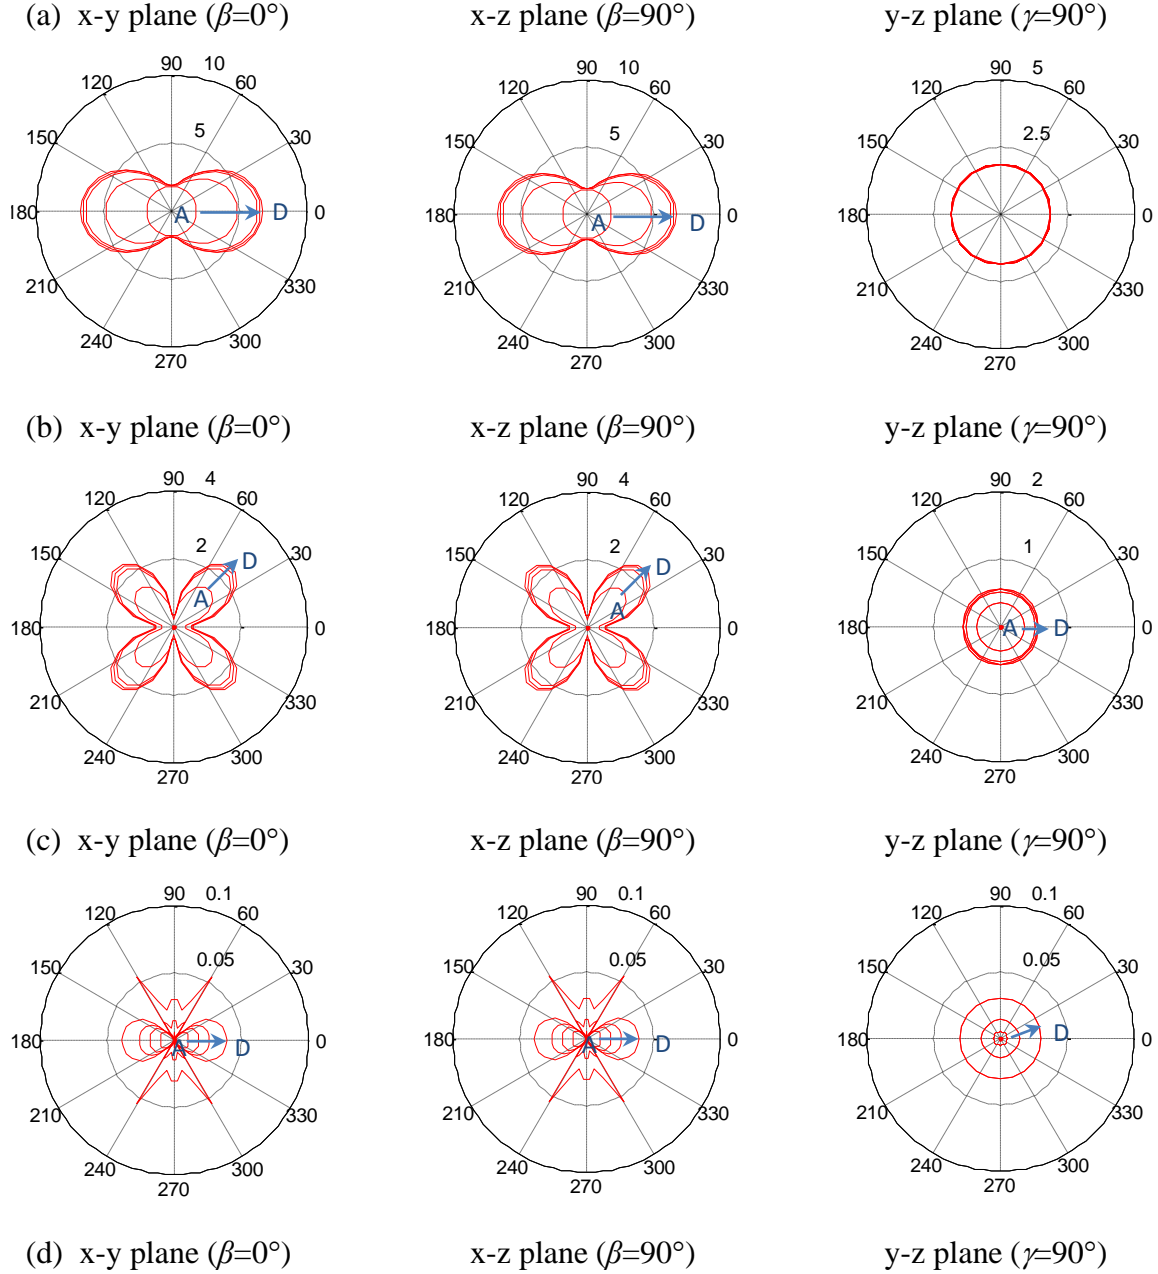 (a) x-y plane (β=0°) x-z plane (β=90°) y-z plane (γ=90°)
90 10 90 10 90 5
120 60 120 60 120 60
150 5 30 150 5 30 150 2.5 30
180 A D 0 180 A D 0 180 0
210 330 210 330 210 330
240 300 240 300 240 300
270 270 270
(b) x-y plane (β=0°) x-z plane (β=90°) y-z plane (γ=90°)
90 4 90 4 90 2
120 60 120 60 120 60
150 2 D 30 150 2 D 30 150 1 30
A A
180 0 180 0 180 A D 0
210 330 210 330 210 330
240 300 240 300 240 300
270 270 270
(c) x-y plane (β=0°) x-z plane (β=90°) y-z plane (γ=90°)
90 0.1 90 0.1 90 0.1
120 60 120 60 120 60
150 0.05 30 150 0.05 30 150 0.05 30
180 A D 0 180 A D 0 180 A D 0
210 330 210 330 210 330
240 300 240 300 240 300
270 270 270
(d) x-y plane (β=0°) x-z plane (β=90°) y-z plane (γ=90°)